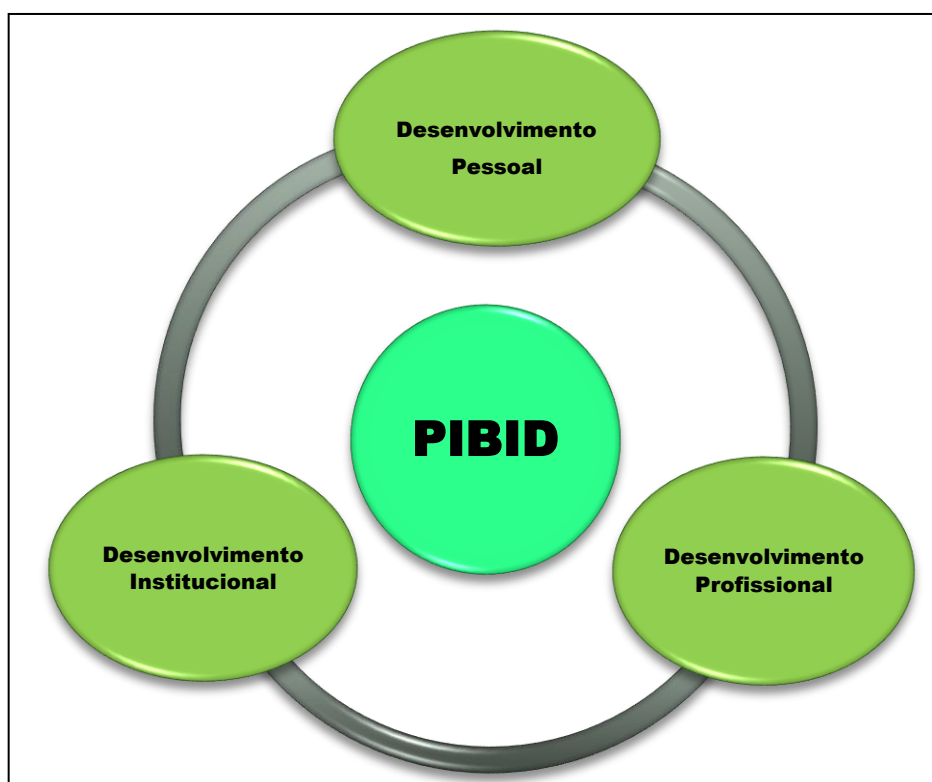 Desenvolvimento
Pessoal
PIBID
Desenvolvimento
Institucional
Desenvolvimento
Profissional